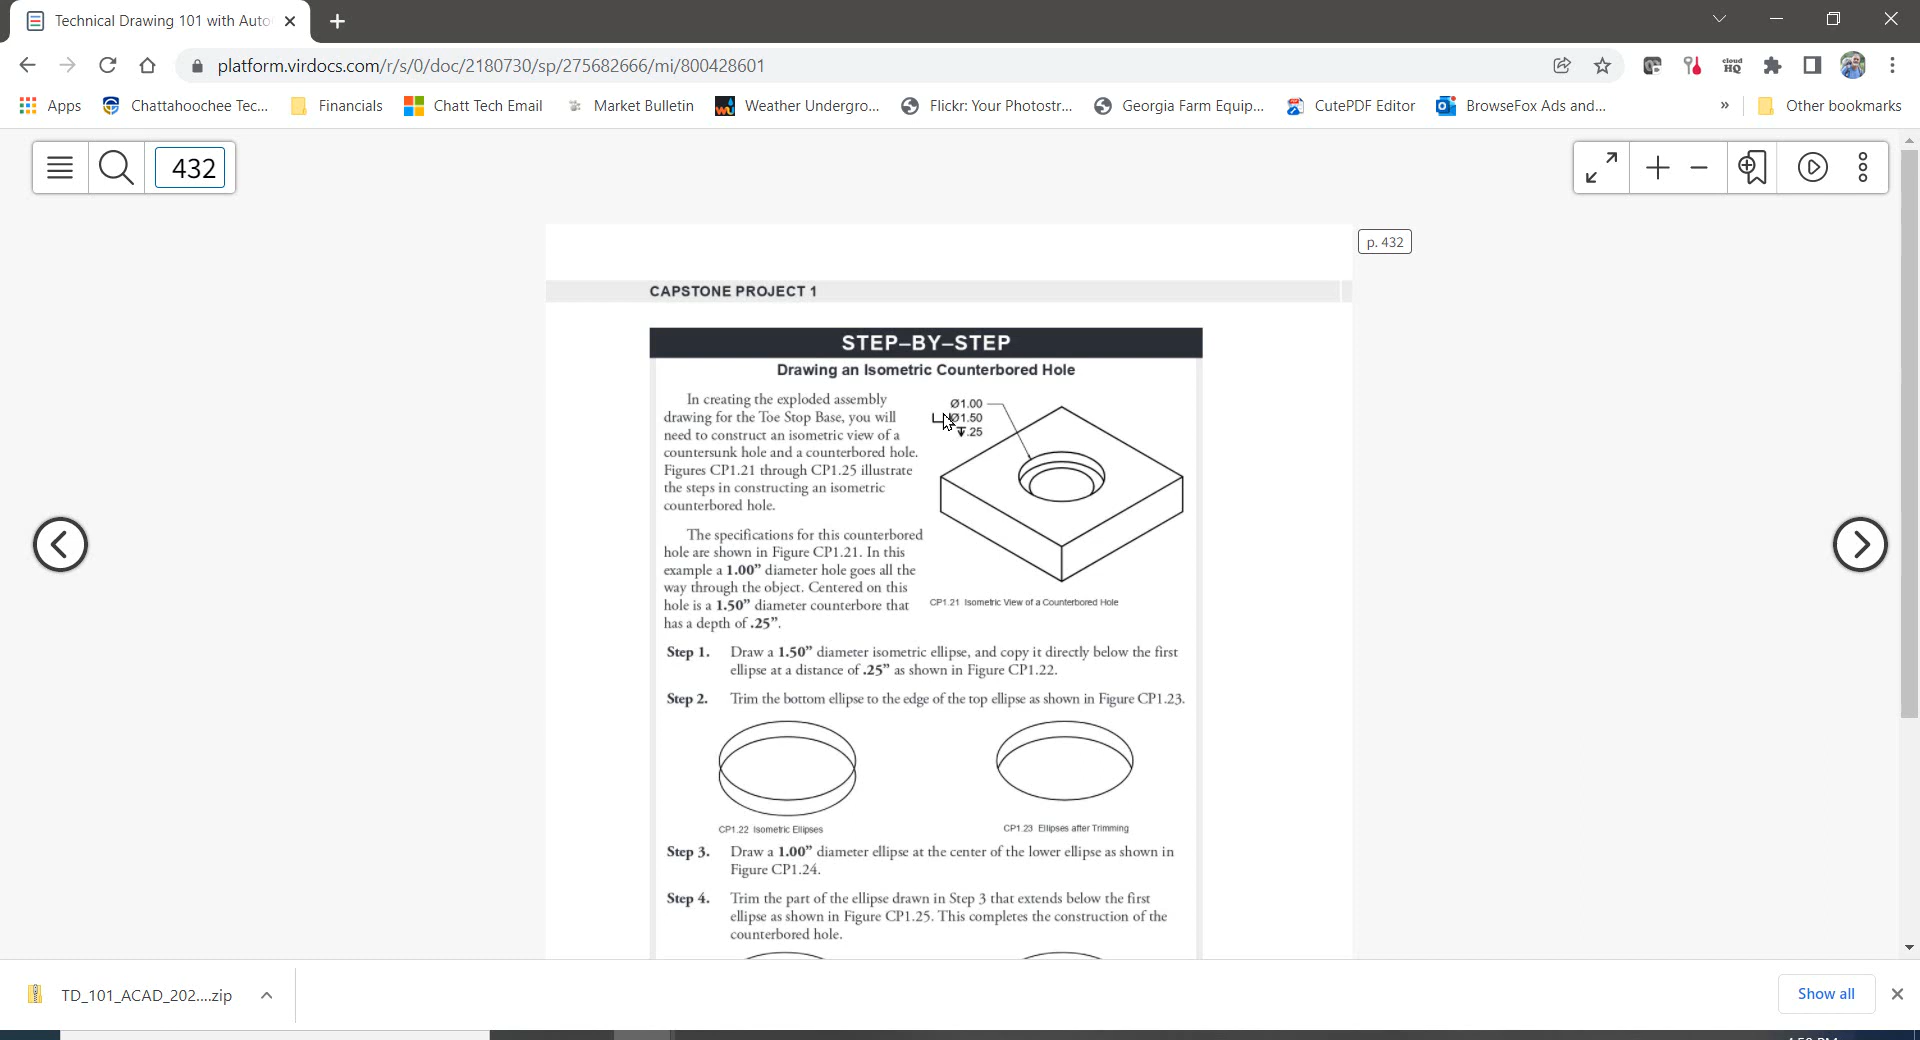 Technical Drawing 101 with Auto
platform.virdocs.com/r/s/0/doc/2180730/sp/275682666/mi/800428601
cloud
HQ
Apps
Chattahoochee Tec...
Financials
Chatt Tech Email
Market Bulletin
Weather Undergro...
Flickr: Your Photostr...
Georgia Farm Equip...
CutePDF Editor
BrowseFox Ads and...
»
Other bookmarks
432
p. 432
CAPSTONE PROJECT 1
STEP–BY–STEP
Drawing an Isometric Counterbored Hole
In creating the exploded assembly
drawing for the Toe Stop Base, you will
need to construct an isometric view of a
countersunk hole and a counterbored hole.
Figures CP1.21 through CP1.25 illustrate
the steps in constructing an isometric
counterbored hole.
The specifications for this counterbored
hole are shown in Figure CP1.21. In this
example a 1.00” diameter hole goes all the
way through the object. Centered on this
hole is a 1.50” diameter counterbore that
has a depth of .25”.
Ø1.00
Ø1.50
.25
CP1.21 Isometric View of a Counterbored Hole
Step 1. Draw a 1.50” diameter isometric ellipse, and copy it directly below the first
ellipse at a distance of .25” as shown in Figure CP1.22.
Step 2. Trim the bottom ellipse to the edge of the top ellipse as shown in Figure CP1.23.
CP1.22 Isometric Ellipses
CP1.23 Ellipses after Trimming
Step 3. Draw a 1.00” diameter ellipse at the center of the lower ellipse as shown in
Figure CP1.24.
Step 4. Trim the part of the ellipse drawn in Step 3 that extends below the first
ellipse as shown in Figure CP1.25. This completes the construction of the
counterbored hole.
TD_101_ACAD_202....zip
Show all